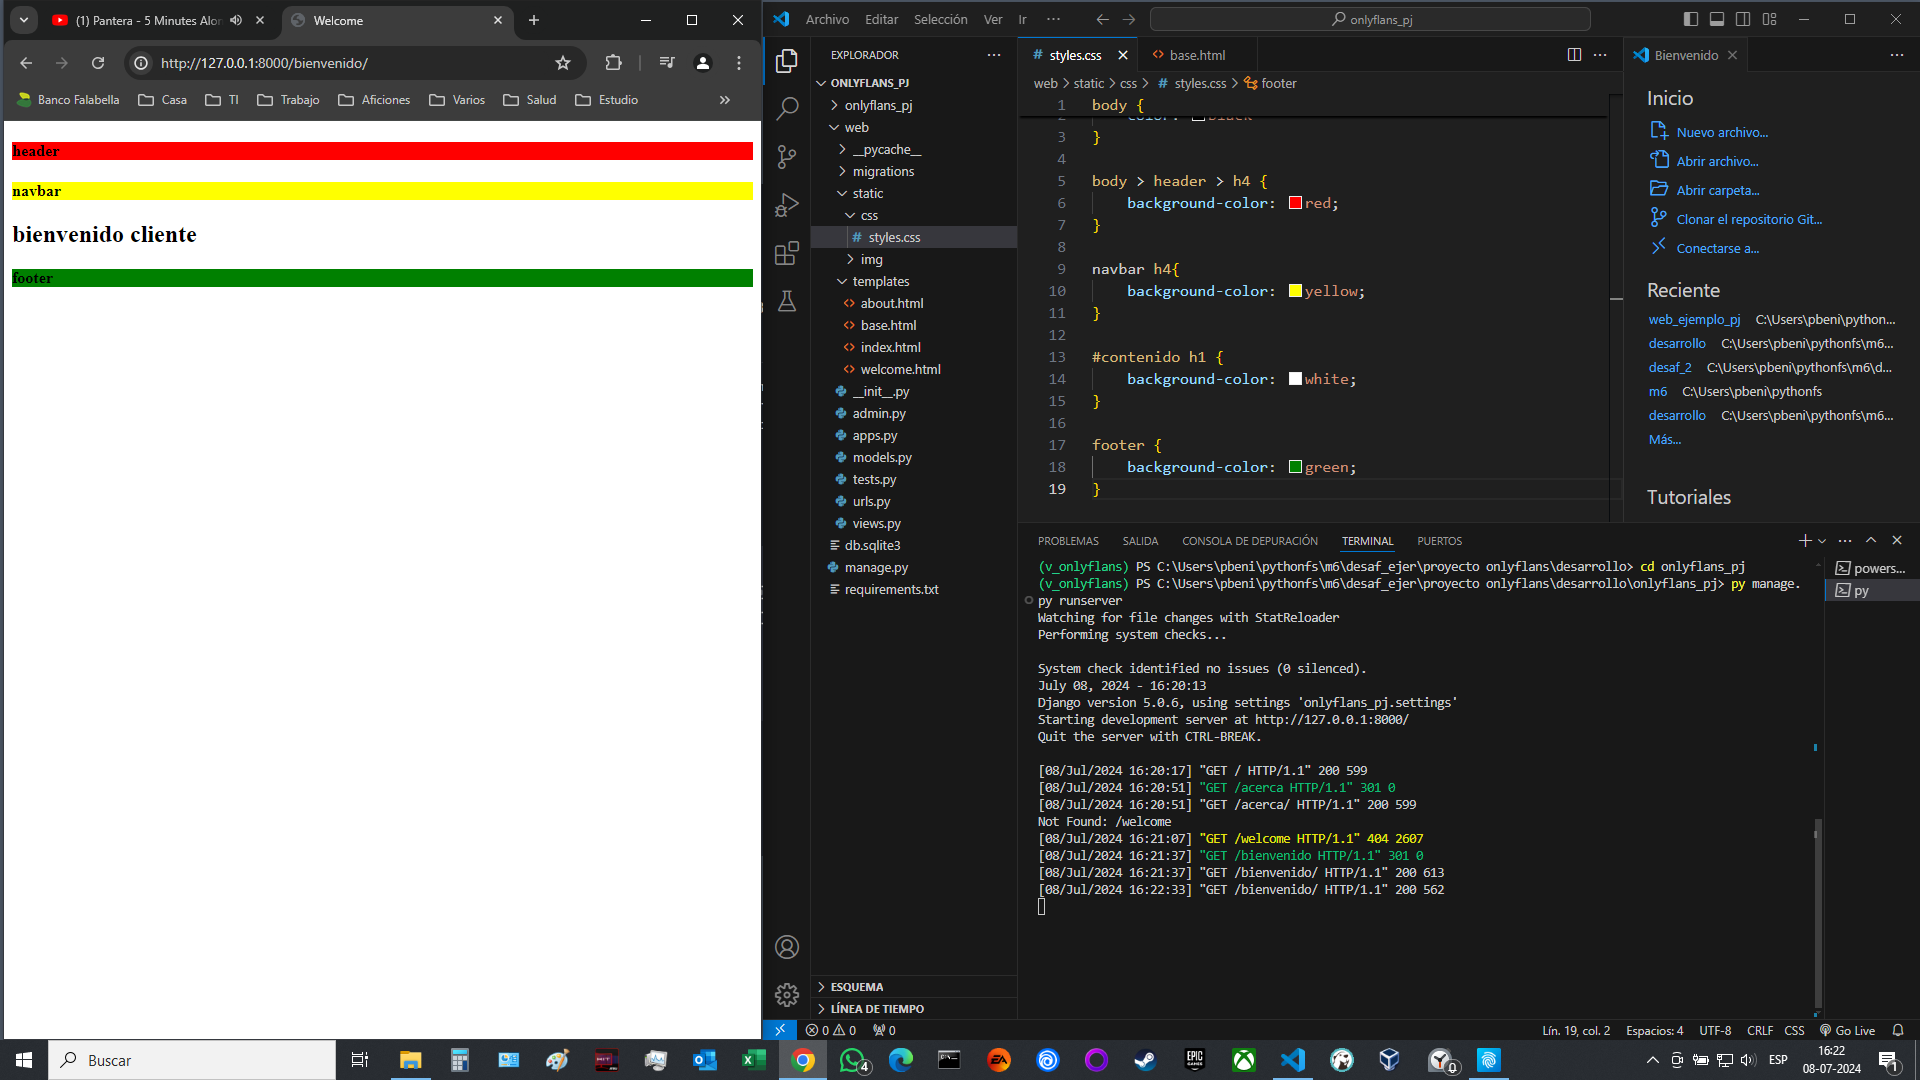 (1) Pantera - 5 Minutes Alon
Welcome
http://127.0.0.1:8000/bienvenido/
Banco Falabella
Casa
TI
Trabajo
Aficiones
Varios
Salud
Estudio
header
navbar
bienvenido cliente
footer
Archivo Editar Selección Ver Ir
onlyflans_pj
EXPLORADOR
ONLYFLANS_PJ
onlyflans_pj
web
__pycache__
migrations
static
css
# styles.css
img
templates
about.html
base.html
index.html
welcome.html
__init__.py
admin.py
apps.py
models.py
tests.py
urls.py
views.py
db.sqlite3
manage.py
requirements.txt
ESQUEMA
LÍNEA DE TIEMPO
# styles.css
<> base.html
web > static > css > # styles.css > footer
1 body {
2 color: black
3 }
4
5 body > header > h4 {
6 background-color: red;
7 }
8
9 navbar h4{
10 background-color: yellow;
11 }
12
13 #contenido h1 {
14 background-color: white;
15 }
16
17 footer {
18 background-color: green;
19 }
Bienvenido
Inicio
Nuevo archivo...
Abrir archivo...
Abrir carpeta...
Clonar el repositorio Git...
Conectarse a...
Reciente
web_ejemplo_pj C:\Users\pbeni\python...
desarrollo C:\Users\pbeni\pythonfs\m6...
desaf_2 C:\Users\pbeni\pythonfs\m6\d...
m6 C:\Users\pbeni\pythonfs
desarrollo C:\Users\pbeni\pythonfs\m6...
Más...
Tutoriales
PROBLEMAS SALIDA CONSOLA DE DEPURACIÓN TERMINAL PUERTOS
(v_onlyflans) PS C:\Users\pbeni\pythonfs\m6\desaf_ejer\proyecto onlyflans\desarrollo> cd onlyflans_pj
(v_onlyflans) PS C:\Users\pbeni\pythonfs\m6\desaf_ejer\proyecto onlyflans\desarrollo\onlyflans_pj> py manage.
py runserver
Watching for file changes with StatReloader
Performing system checks...
System check identified no issues (0 silenced).
July 08, 2024 - 16:20:13
Django version 5.0.6, using settings 'onlyflans_pj.settings'
Starting development server at http://127.0.0.1:8000/
Quit the server with CTRL-BREAK.
[08/Jul/2024 16:20:17] "GET / HTTP/1.1" 200 599
[08/Jul/2024 16:20:51] "GET /acerca HTTP/1.1" 301 0
[08/Jul/2024 16:20:51] "GET /acerca/ HTTP/1.1" 200 599
Not Found: /welcome
[08/Jul/2024 16:21:07] "GET /welcome HTTP/1.1" 404 2607
[08/Jul/2024 16:21:37] "GET /bienvenido HTTP/1.1" 301 0
[08/Jul/2024 16:21:37] "GET /bienvenido/ HTTP/1.1" 200 613
[08/Jul/2024 16:22:33] "GET /bienvenido/ HTTP/1.1" 200 562
powers...
py
0 0 0
Lín. 19, col. 2 Espacios: 4 UTF-8 CRLF CSS Go Live
Buscar
4
EA
EPIC
GAMES
0
ESP
16:22
08-07-2024
1